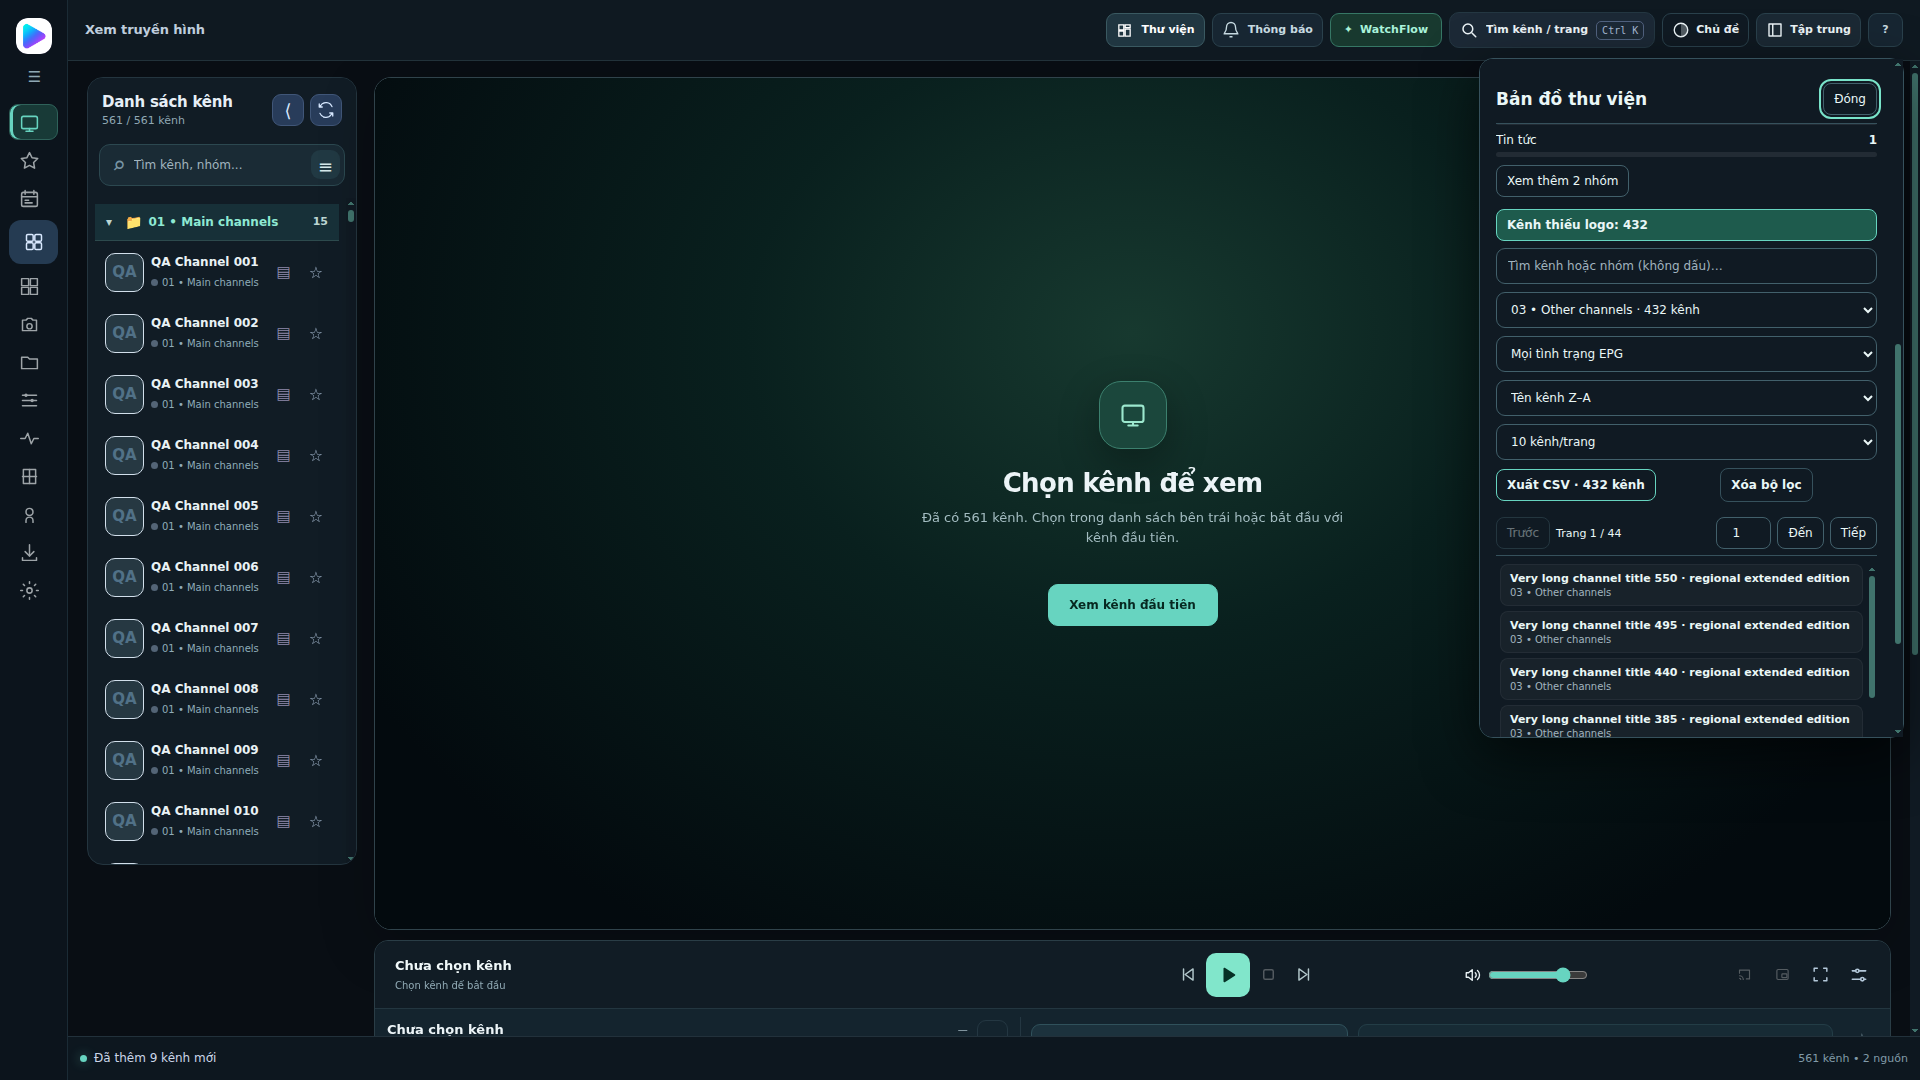 Xem truyền hình
Thư viện
Thông báo
✦ WatchFlow
Tìm kênh / trang Ctrl K
Chủ đề
Tập trung
?
Danh sách kênh
561 / 561 kênh
Tìm kênh, nhóm...
01 • Main channels 15
QA QA Channel 001
01 • Main channels
QA QA Channel 002
01 • Main channels
QA QA Channel 003
01 • Main channels
QA QA Channel 004
01 • Main channels
QA QA Channel 005
01 • Main channels
QA QA Channel 006
01 • Main channels
QA QA Channel 007
01 • Main channels
QA QA Channel 008
01 • Main channels
QA QA Channel 009
01 • Main channels
QA QA Channel 010
01 • Main channels
Chọn kênh để xem
Đã có 561 kênh. Chọn trong danh sách bên trái hoặc bắt đầu với
kênh đầu tiên.
Xem kênh đầu tiên
Bản đồ thư viện
Đóng
Tin tức 1
Xem thêm 2 nhóm
Kênh thiếu logo: 432
Tìm kênh hoặc nhóm (không dấu)...
03 • Other channels · 432 kênh
Mọi tình trạng EPG
Tên kênh Z–A
10 kênh/trang
Xuất CSV · 432 kênh
Xóa bộ lọc
Trước Trang 1 / 44 1 Đến Tiếp
Very long channel title 550 · regional extended edition
03 • Other channels
Very long channel title 495 · regional extended edition
03 • Other channels
Very long channel title 440 · regional extended edition
03 • Other channels
Very long channel title 385 · regional extended edition
03 • Other channels
Chưa chọn kênh
Chọn kênh để bắt đầu
Chưa chọn kênh
Đã thêm 9 kênh mới
561 kênh • 2 nguồn